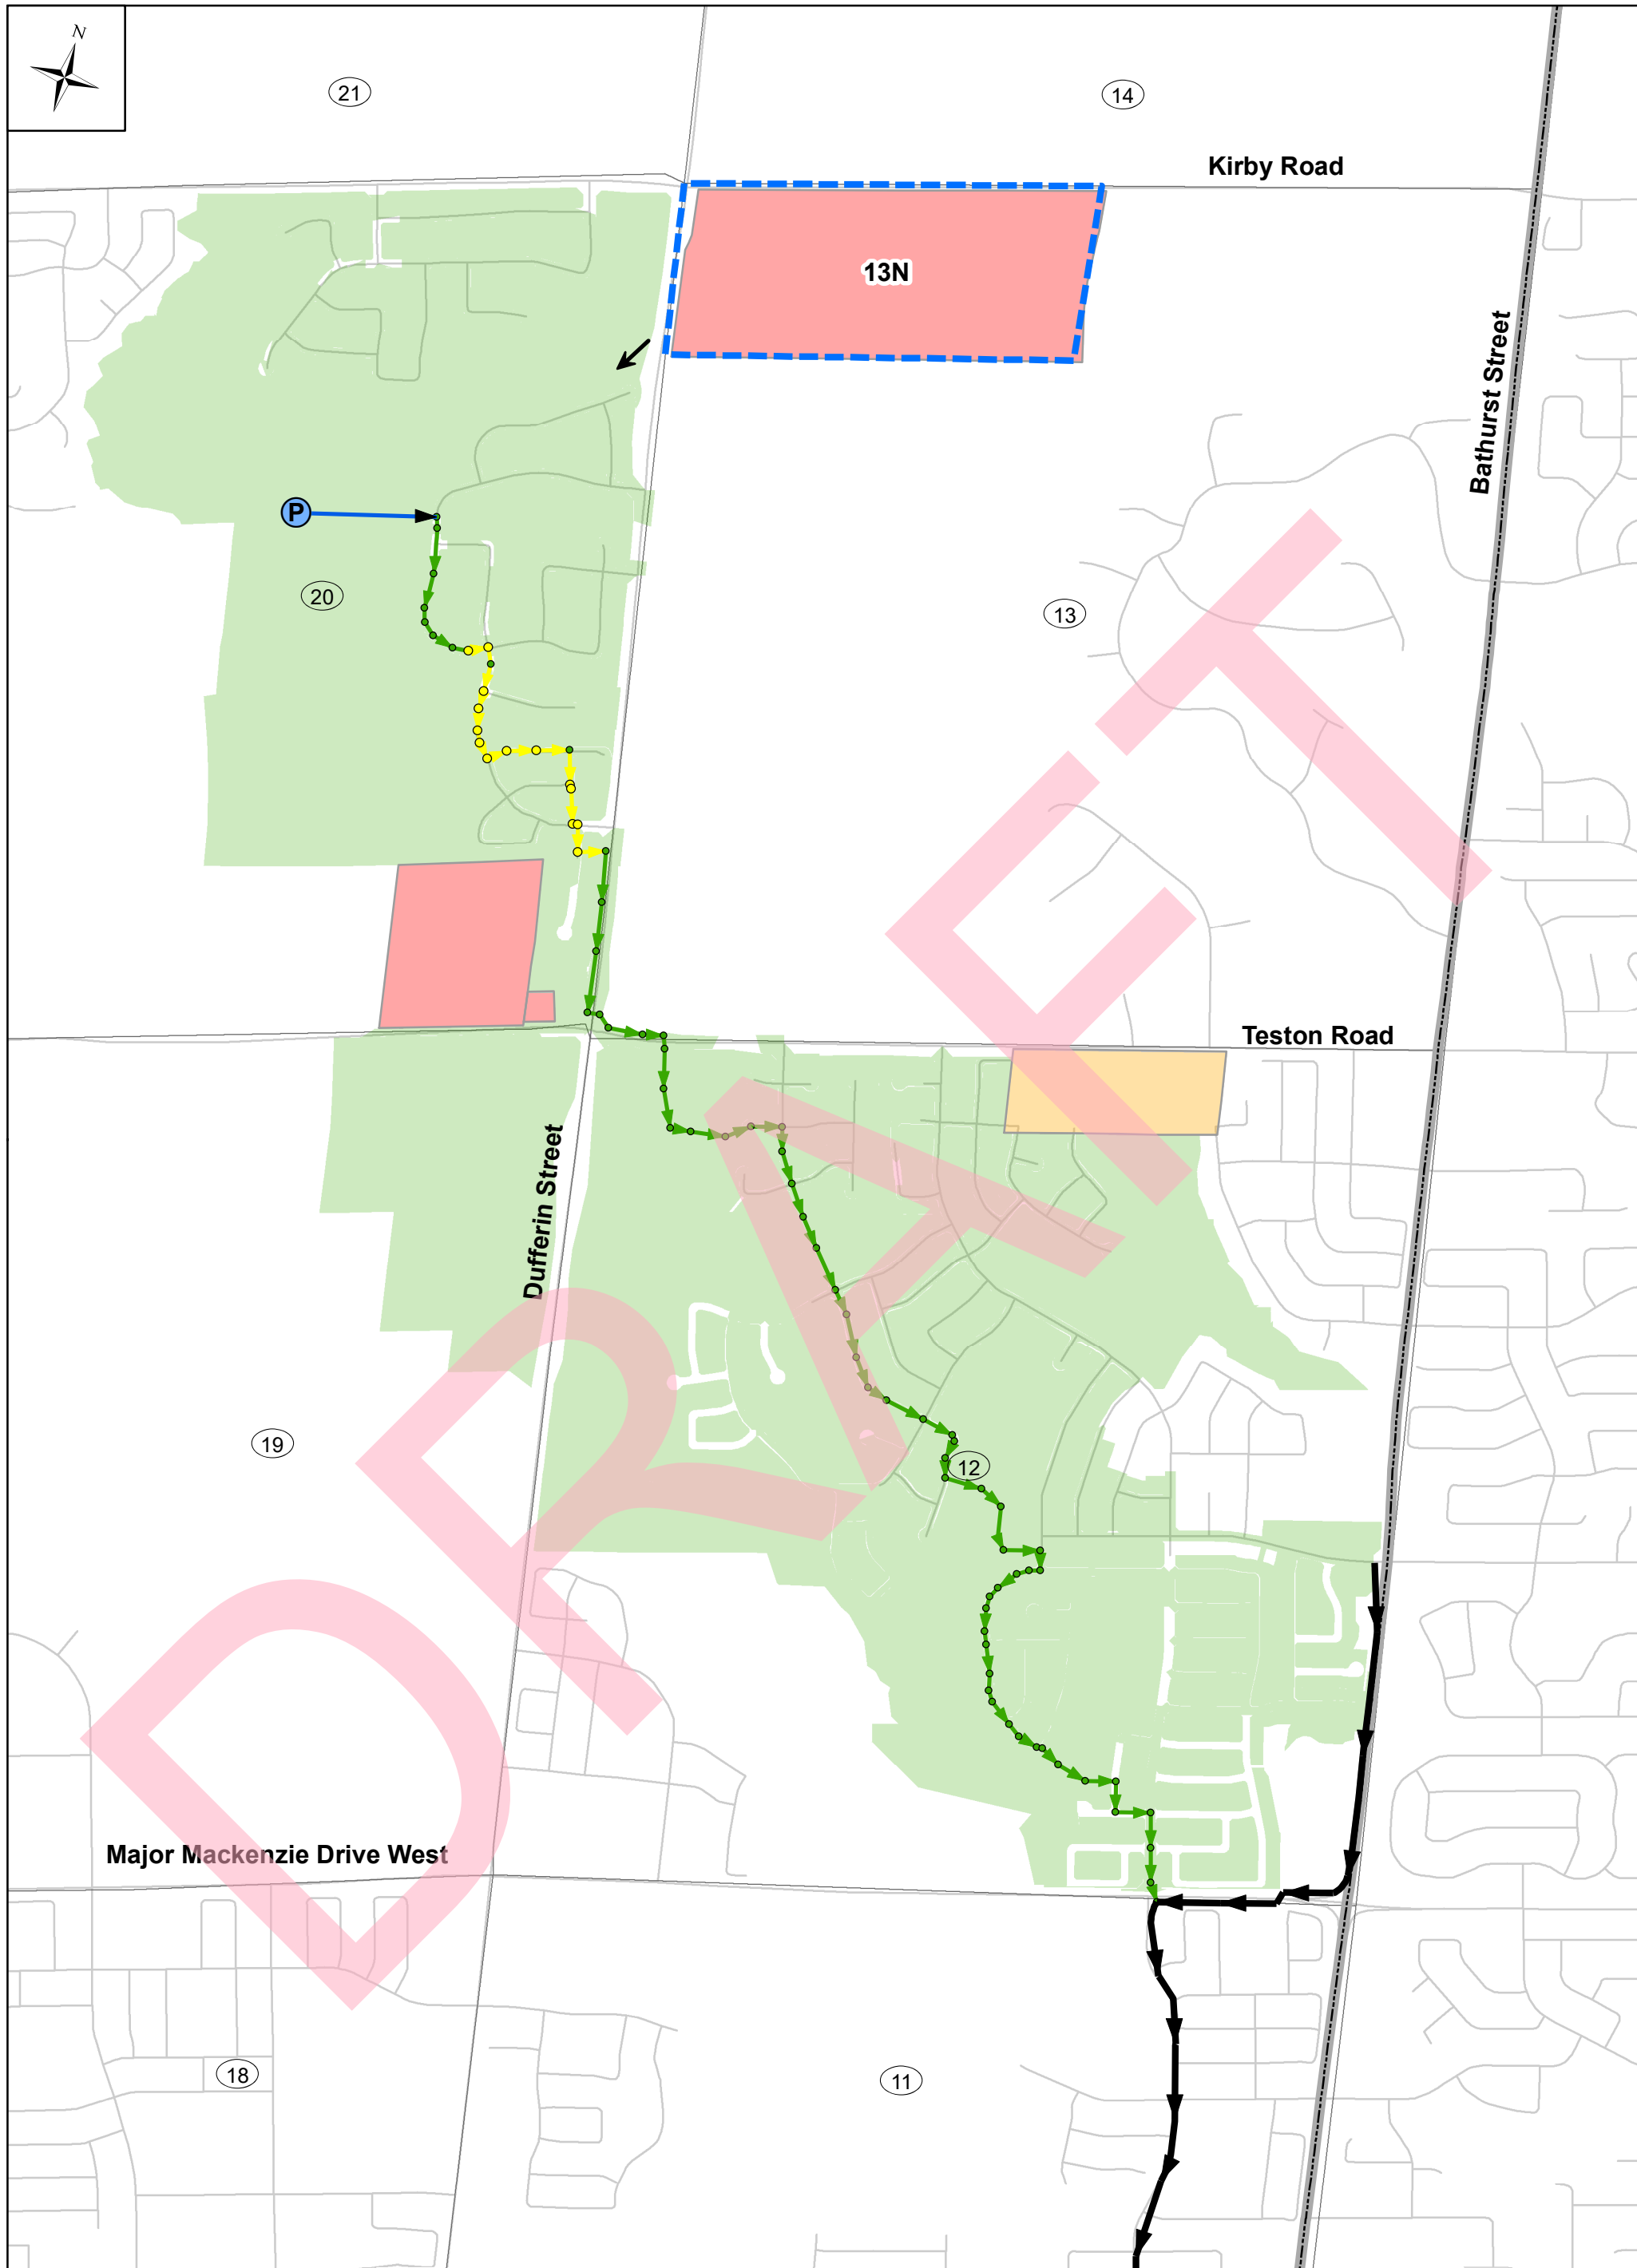 N
21
14
Kirby Road
13N
Bathurst Street
P
20
13
Teston Road
Dufferin Street
19
12
Major Mackenzie Drive West
18
11
DRAFT